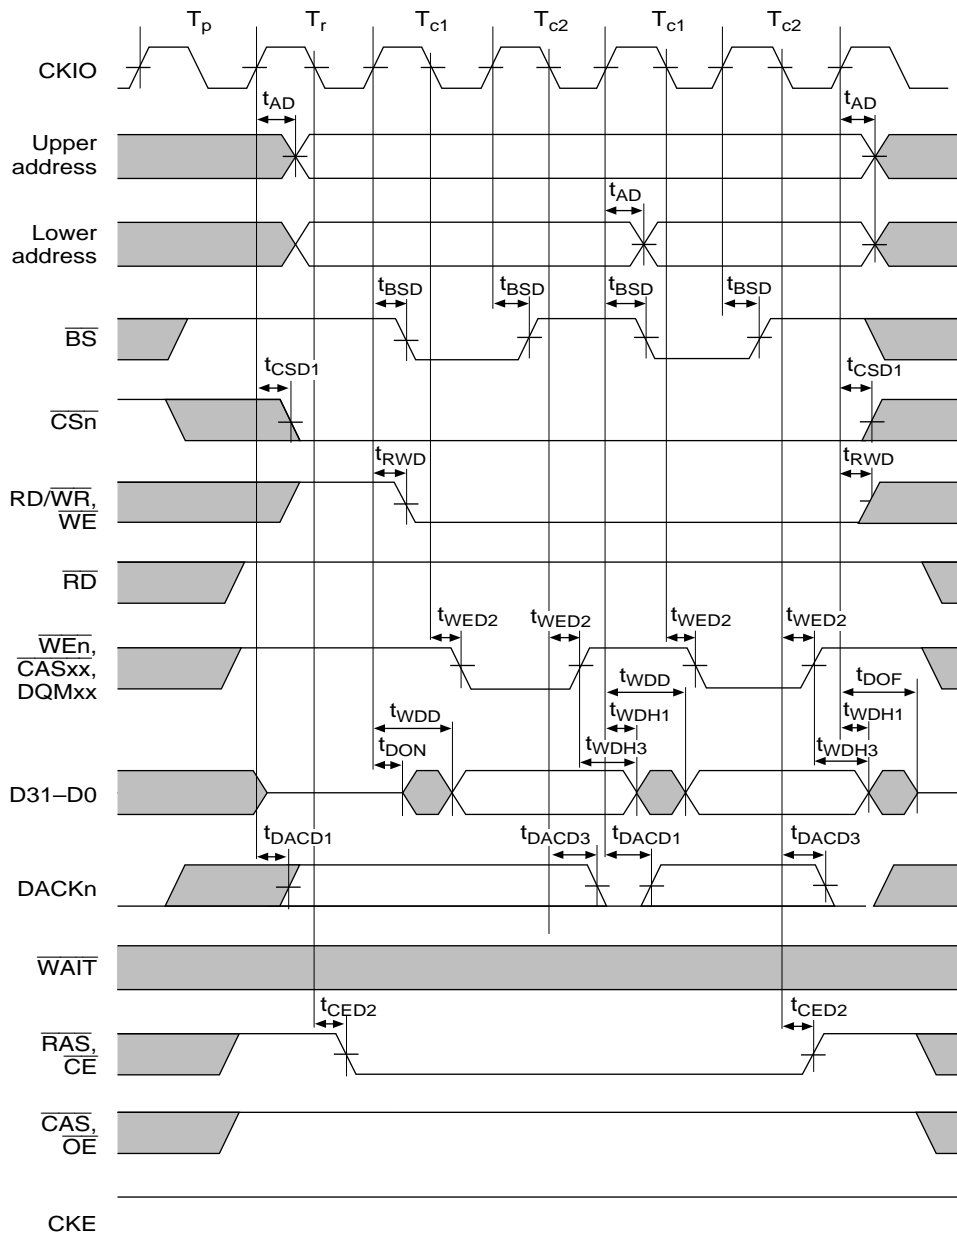 Tp Tr Tc1 Tc2 Tc1 Tc2
CKIO
tAD tAD
Upper
address
tAD
Lower
address
tBSD tBSD tBSD tBSD
BS
tCSD1 tCSD1
CSn
tRWD tRWD
RD/WR,
WE
RD
tWED2 tWED2 tWED2 tWED2
WEn,
CASxx,
DQMxx
tWDD tDOF
tWDD tWDH1 tWDH1
tDON tWDH3 tWDH3
D31–D0
tDACD1 tDACD3 tDACD1 tDACD3
DACKn
WAIT
tCED2 tCED2
RAS,
CE
CAS,
OE
CKE